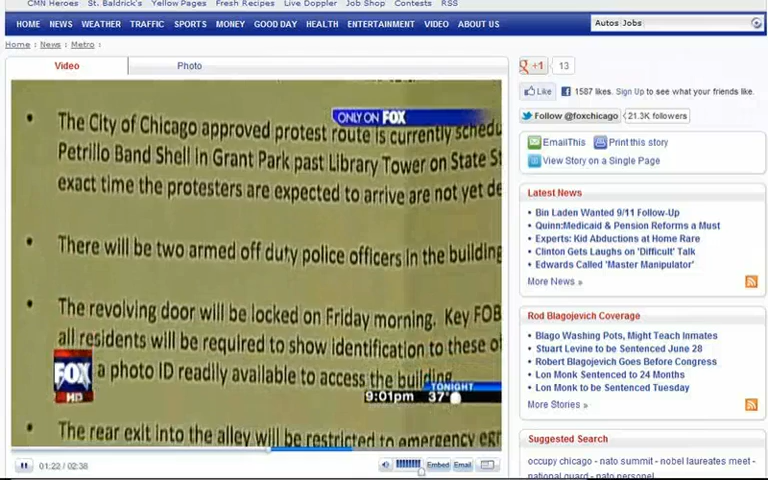 CMN Heroes St. Baldrick's Yellow Pages Fresh Recipes Live Doppler Job Shop Contests RSS
HOME NEWS WEATHER TRAFFIC SPORTS MONEY GOOD DAY HEALTH ENTERTAINMENT VIDEO ABOUT US
Autos Jobs
Home: News: Metro:
Video Photo
+1 13
Like 1587 likes. Sign Up to see what your friends like.
Follow @foxchicago 21.3K followers
EmailThis Print this story
View Story on a Single Page
ONLY ON FOX
• The City of Chicago approved protest route is currently schedu
Petrillo Band Shell in Grant Park past Library Tower on State St
exact time the protesters are expected to arrive are not yet de
• There will be two armed off duty police officers in the building
• The revolving door will be locked on Friday morning. Key FOB
all residents will be required to show identification to these of
a photo ID readily available to access the building.
• The rear exit into the alley will be restricted to emergency egr
FOX
HD
TONIGHT
9:01pm 37°
01:22 / 02:38
Embed Email
Latest News
• Bin Laden Wanted 9/11 Follow-Up
• Quinn:Medicaid & Pension Reforms a Must
• Experts: Kid Abductions at Home Rare
• Clinton Gets Laughs on 'Difficult' Talk
• Edwards Called 'Master Manipulator'
More News »
Rod Blagojevich Coverage
• Blago Washing Pots, Might Teach Inmates
• Stuart Levine to be Sentenced June 28
• Robert Blagojevich Goes Before Congress
• Lon Monk Sentenced to 24 Months
• Lon Monk to be Sentenced Tuesday
More Stories »
Suggested Search
occupy chicago - nato summit - nobel laureates meet -
national guard - nato personnel